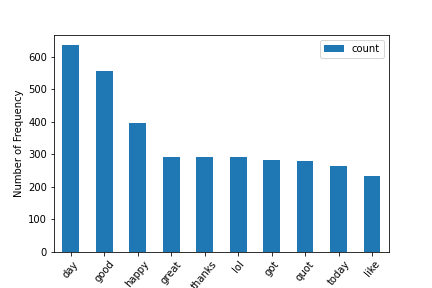 count
Number of Frequency
600
500
400
300
200
100
0
day
good
happy
great
thanks
lol
got
quot
today
like